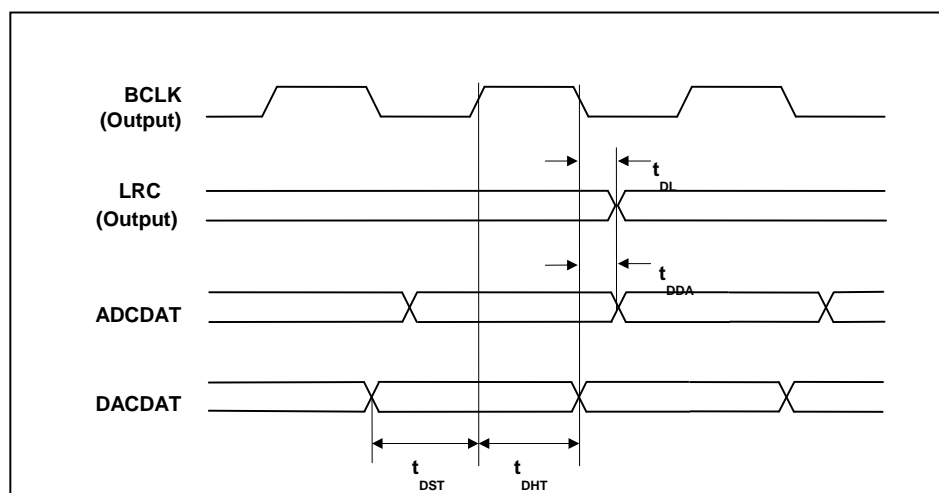 BCLK
(Output)
t DL
LRC
(Output)
t DDA
ADCDAT
DACDAT
t DST
t DHT